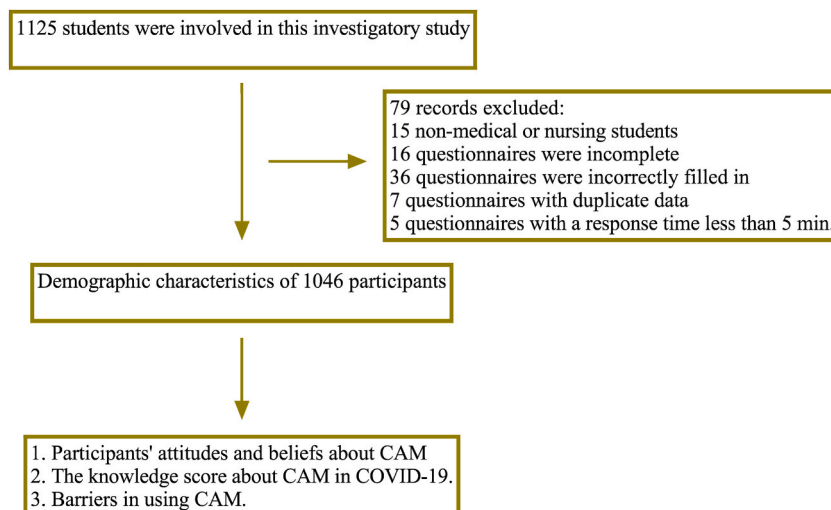 1125 students were involved in this investigatory study
79 records excluded:
15 non-medical or nursing students
16 questionnaires were incomplete
36 questionnaires were incorrectly filled in
7 questionnaires with duplicate data
5 questionnaires with a response time less than 5 min.
Demographic characteristics of 1046 participants
1. Participants' attitudes and beliefs about CAM
2. The knowledge score about CAM in COVID-19.
3. Barriers in using CAM.